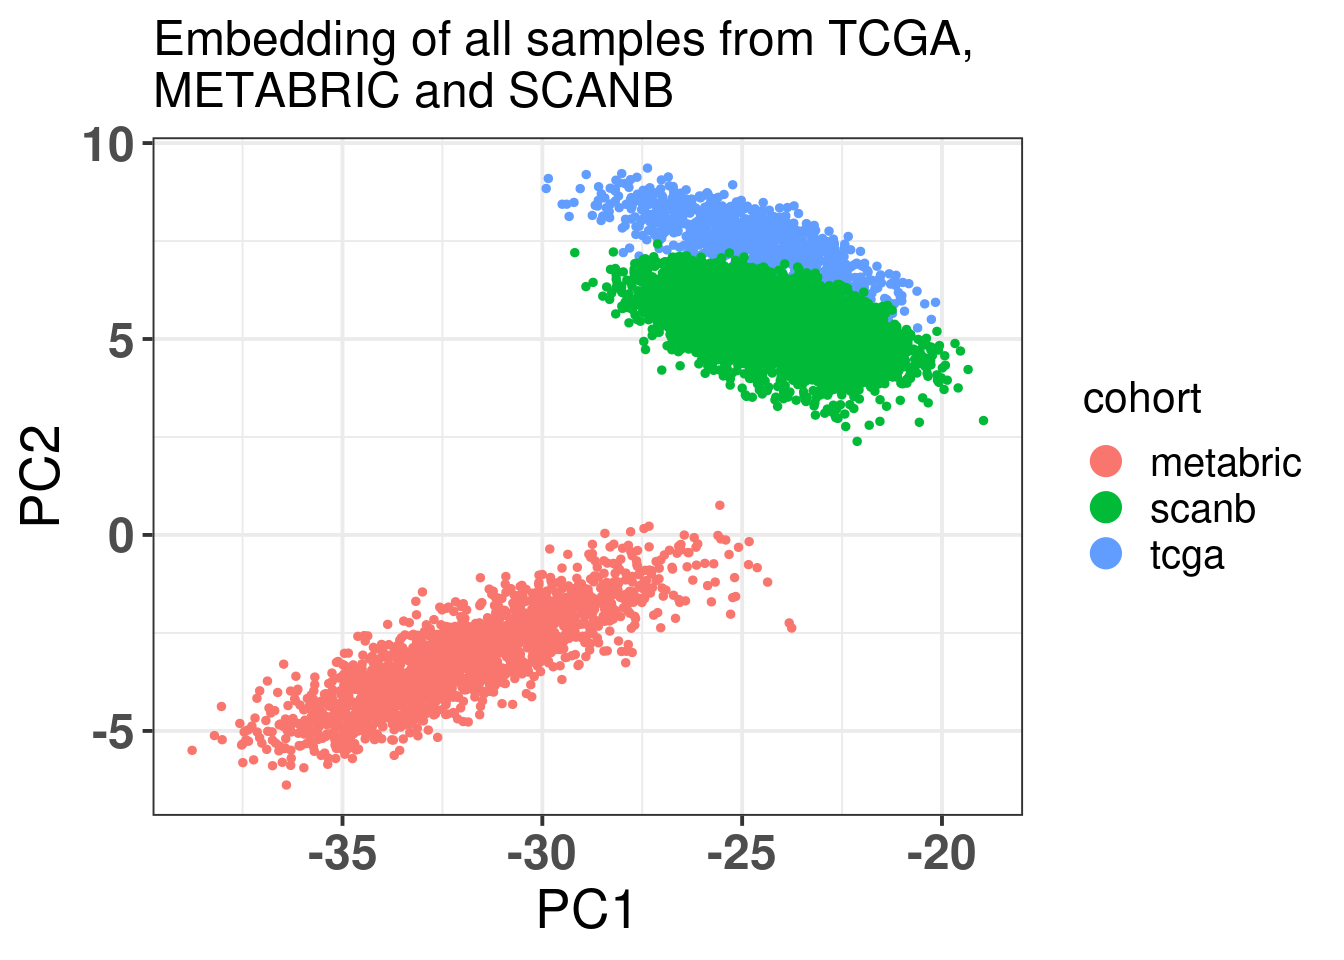 Embedding of all samples from TCGA,
METABRIC and SCANB
10
5
0
-5
PC2
-35
-30
-25
-20
PC1
cohort
metabric
scanb
tcga